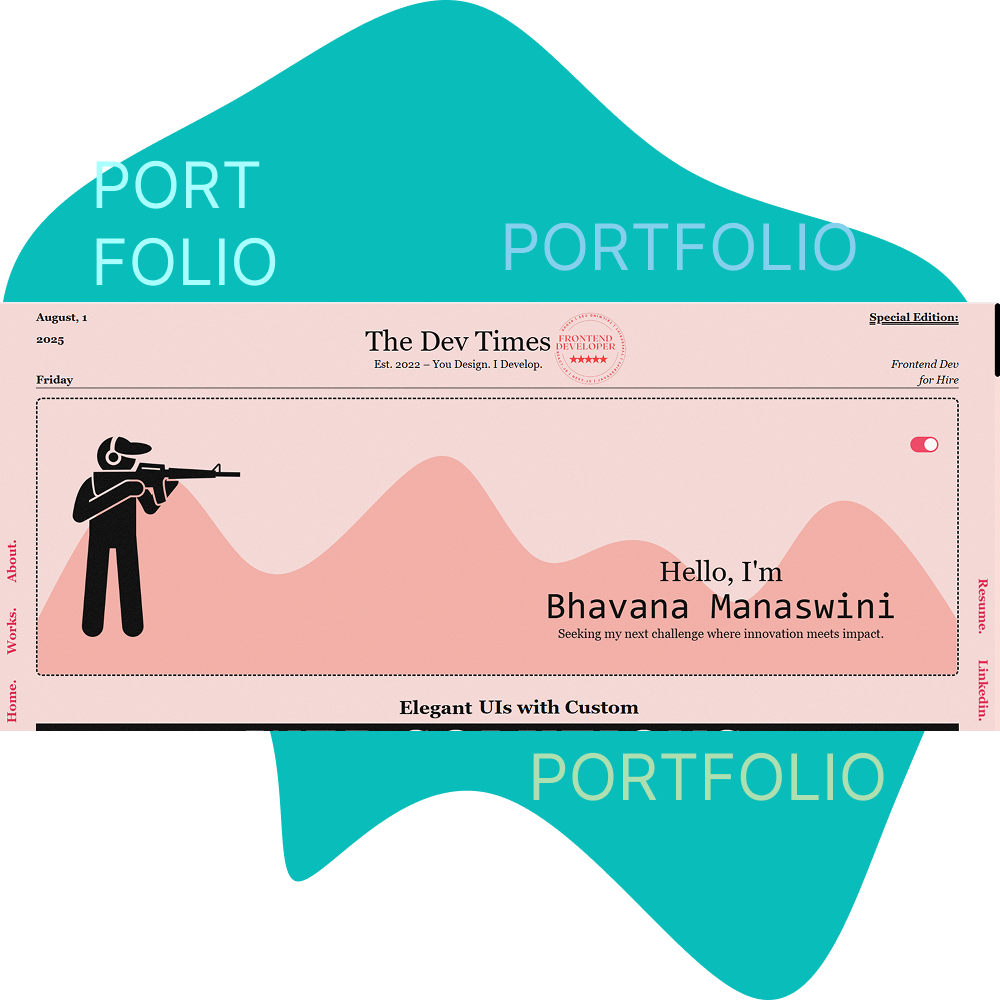 PORT
FOLIO
PORTFOLIO
August, 1
2025
Friday
The Dev Times
Est. 2022 – You Design. I Develop.
FRONTEND
DEVELOPER
Special Edition:
Frontend Dev
for Hire
Hello, I'm
Bhavana Manaswini
Seeking my next challenge where innovation meets impact.
About.
Works.
Home.
Resume.
Linkedin.
Elegant UIs with Custom
PORTFOLIO